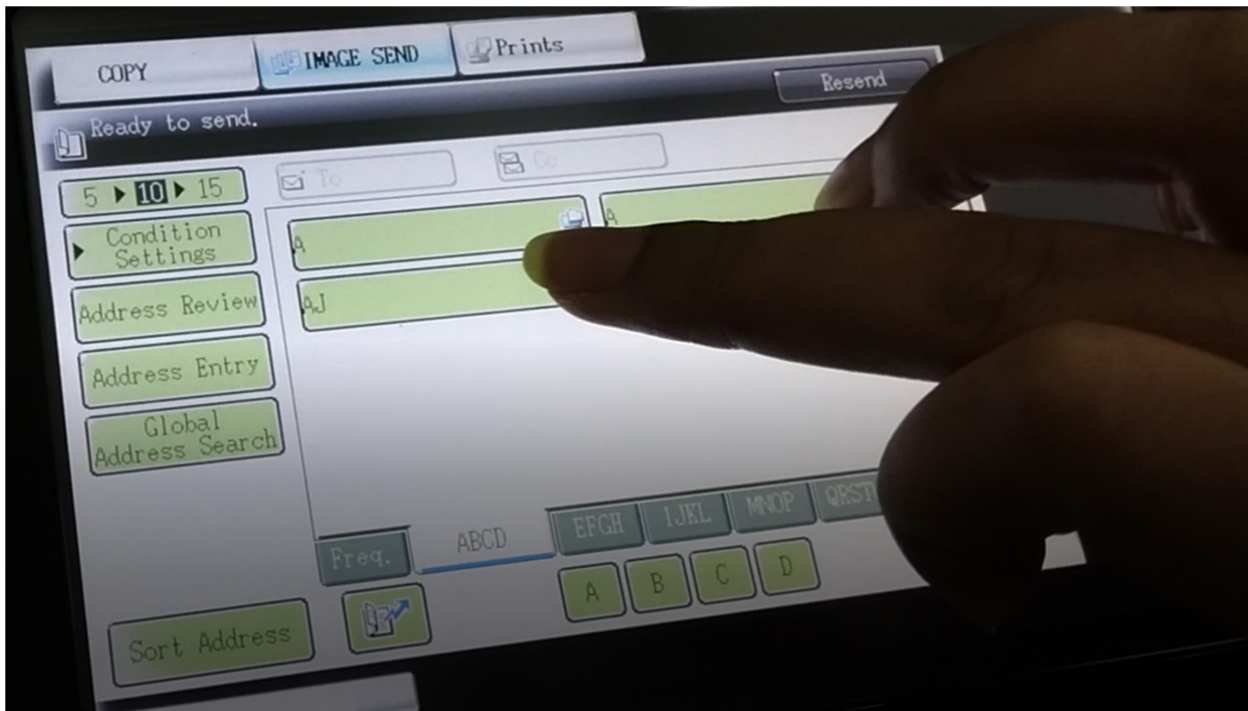 COPY
IMAGE SEND
Prints
Resend
Ready to send.
5 ▶ 10 ▶ 15
To
Cc
Condition
Settings
A
A
Address Review
AJ
Address Entry
Global
Address Search
Freq.
ABCD
EFGH
IJKL
MNOP
QRST
A
B
C
D
Sort Address